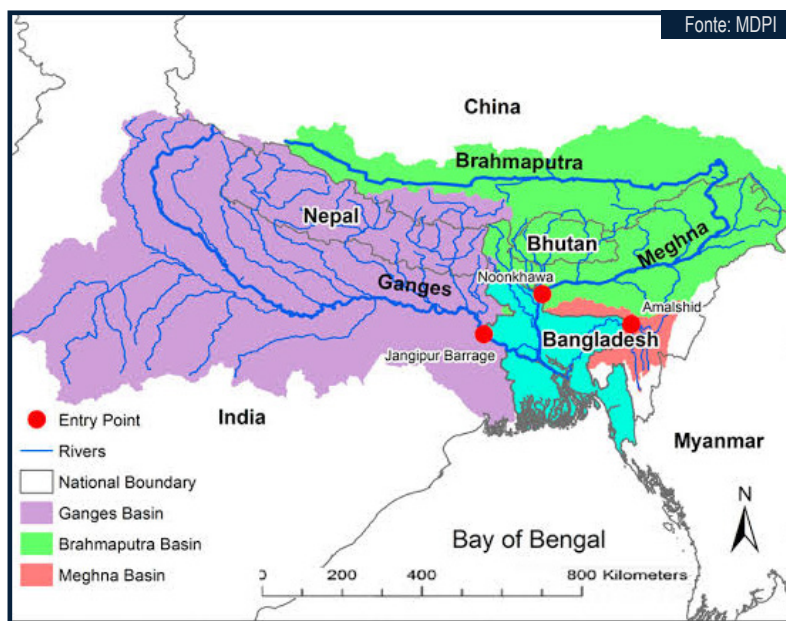 Fonte: MDPI
China
Brahmaputra
Nepal
Bhutan
Meghna
Noonkhawa
Ganges
Amalshid
Bangladesh
Jangipur Barrage
India
Myanmar
Entry Point
Rivers
National Boundary
Ganges Basin
Brahmaputra Basin
Meghna Basin
N
Bay of Bengal
0 200 400 800 Kilometers